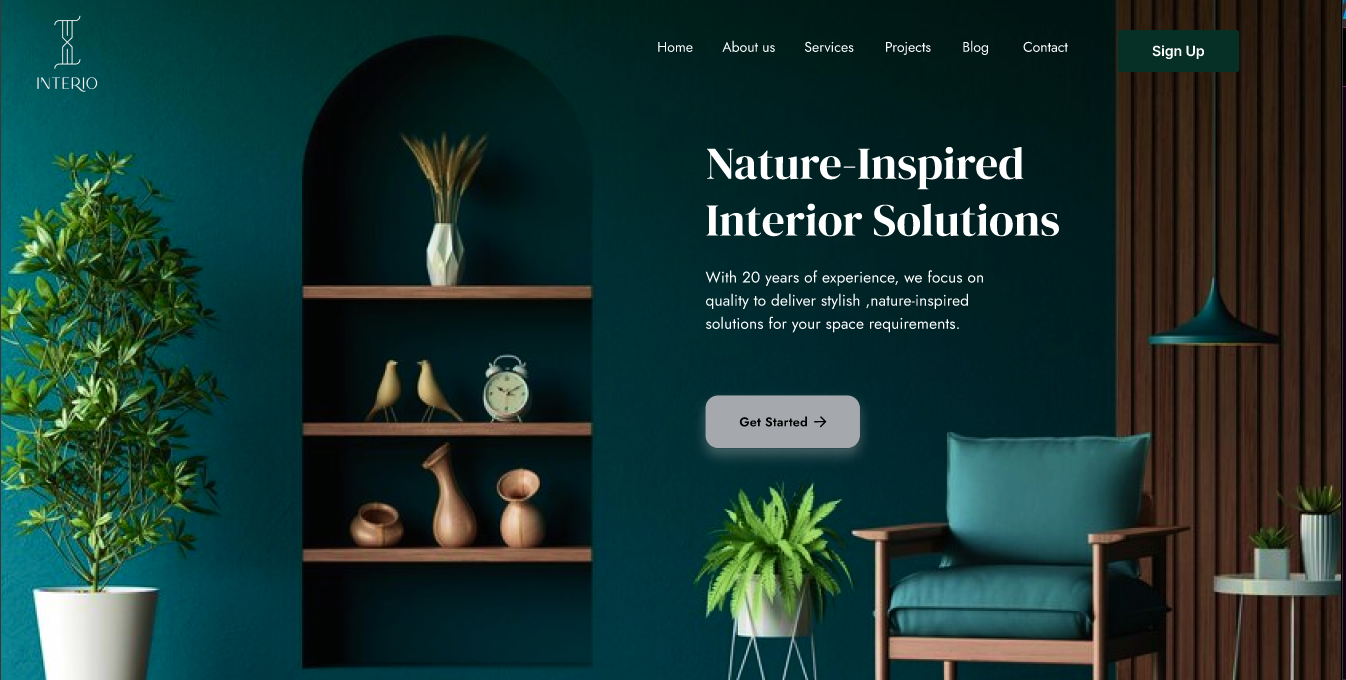 INTERIO
Home About us Services Projects Blog Contact Sign Up
Nature-Inspired
Interior Solutions
With 20 years of experience, we focus on
quality to deliver stylish ,nature-inspired
solutions for your space requirements.
Get Started →